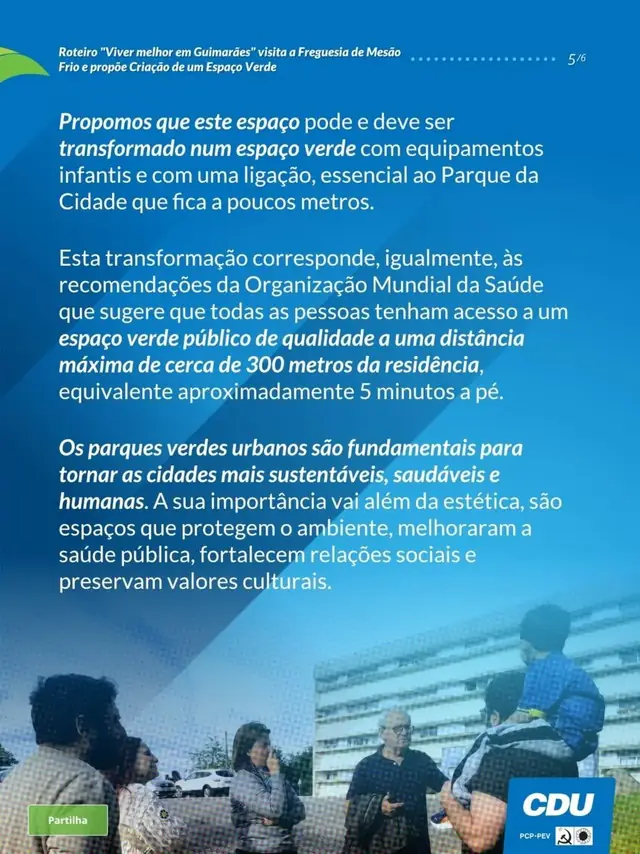 Roteiro "Viver melhor em Guimarães" visita a Freguesia de Mesão
Frio e propõe Criação de um Espaço Verde
5/6
Propomos que este espaço pode e deve ser
transformado num espaço verde com equipamentos
infantis e com uma ligação, essencial ao Parque da
Cidade que fica a poucos metros.
Esta transformação corresponde, igualmente, às
recomendações da Organização Mundial da Saúde
que sugere que todas as pessoas tenham acesso a um
espaço verde público de qualidade a uma distância
máxima de cerca de 300 metros da residência,
equivalente aproximadamente 5 minutos a pé.
Os parques verdes urbanos são fundamentais para
tornar as cidades mais sustentáveis, saudáveis e
humanas. A sua importância vai além da estética, são
espaços que protegem o ambiente, melhoraram a
saúde pública, fortalecem relações sociais e
preservam valores culturais.
Partilha
CDU
PCP-PEV